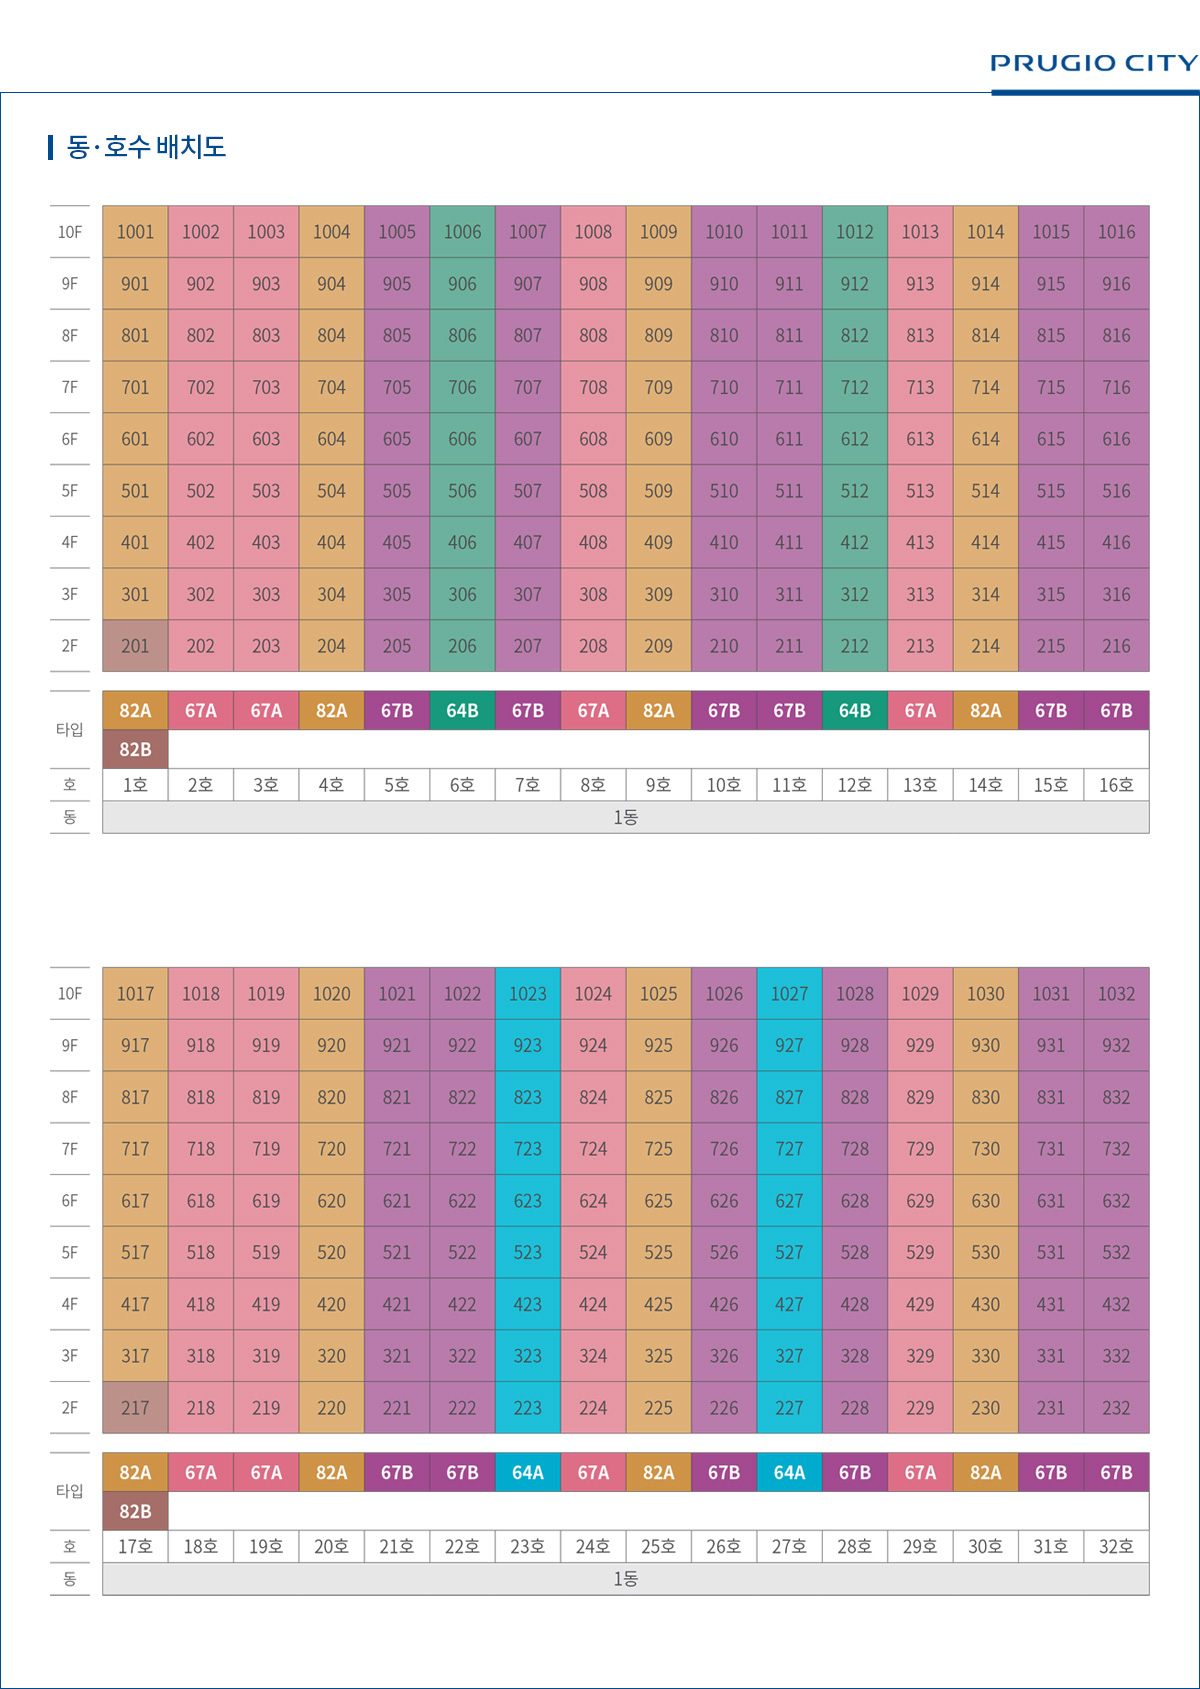 PRUGIO CITY
동·호수 배치도
10F 1001 1002 1003 1004 1005 1006 1007 1008 1009 1010 1011 1012 1013 1014 1015 1016
9F 901 902 903 904 905 906 907 908 909 910 911 912 913 914 915 916
8F 801 802 803 804 805 806 807 808 809 810 811 812 813 814 815 816
7F 701 702 703 704 705 706 707 708 709 710 711 712 713 714 715 716
6F 601 602 603 604 605 606 607 608 609 610 611 612 613 614 615 616
5F 501 502 503 504 505 506 507 508 509 510 511 512 513 514 515 516
4F 401 402 403 404 405 406 407 408 409 410 411 412 413 414 415 416
3F 301 302 303 304 305 306 307 308 309 310 311 312 313 314 315 316
2F 201 202 203 204 205 206 207 208 209 210 211 212 213 214 215 216
82A 67A 67A 82A 67B 64B 67B 67A 82A 67B 67B 64B 67A 82A 67B 67B
타입
82B
호 1호 2호 3호 4호 5호 6호 7호 8호 9호 10호 11호 12호 13호 14호 15호 16호
동 1동
10F 1017 1018 1019 1020 1021 1022 1023 1024 1025 1026 1027 1028 1029 1030 1031 1032
9F 917 918 919 920 921 922 923 924 925 926 927 928 929 930 931 932
8F 817 818 819 820 821 822 823 824 825 826 827 828 829 830 831 832
7F 717 718 719 720 721 722 723 724 725 726 727 728 729 730 731 732
6F 617 618 619 620 621 622 623 624 625 626 627 628 629 630 631 632
5F 517 518 519 520 521 522 523 524 525 526 527 528 529 530 531 532
4F 417 418 419 420 421 422 423 424 425 426 427 428 429 430 431 432
3F 317 318 319 320 321 322 323 324 325 326 327 328 329 330 331 332
2F 217 218 219 220 221 222 223 224 225 226 227 228 229 230 231 232
82A 67A 67A 82A 67B 67B 64A 67A 82A 67B 64A 67B 67A 82A 67B 67B
타입
82B
호 17호 18호 19호 20호 21호 22호 23호 24호 25호 26호 27호 28호 29호 30호 31호 32호
동 1동